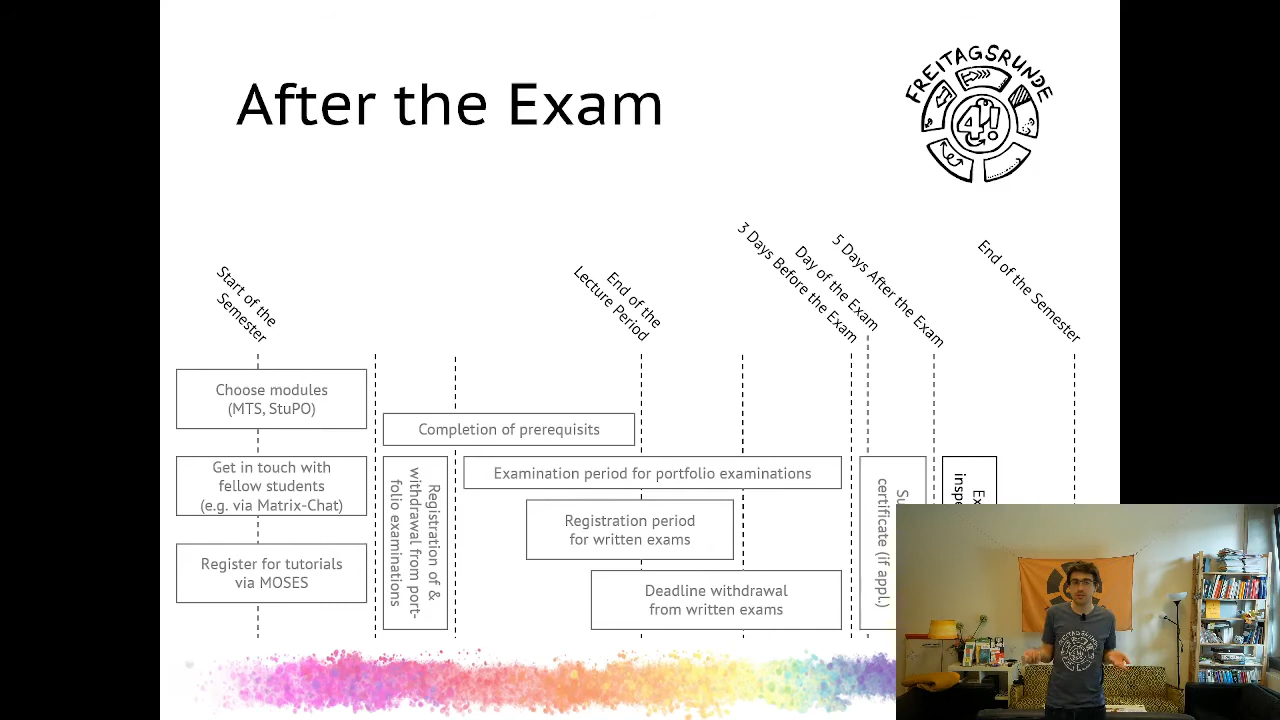 After the Exam
FREITAGSRUNDE
4!
Start of the
Semester
End of the
Lecture Period
3 Days Before the Exam
Day of the Exam
5 Days After the Exam
End of the Semester
Choose modules
(MTS, StuPO)
Get in touch with
fellow students
(e.g. via Matrix-Chat)
Register for tutorials
via MOSES
Completion of prerequisits
Registration of &
withdrawal from port-
folio examinations
Examination period for portfolio examinations
Registration period
for written exams
Deadline withdrawal
from written exams
certificate (if appl.)
FREITAGSRUNDE